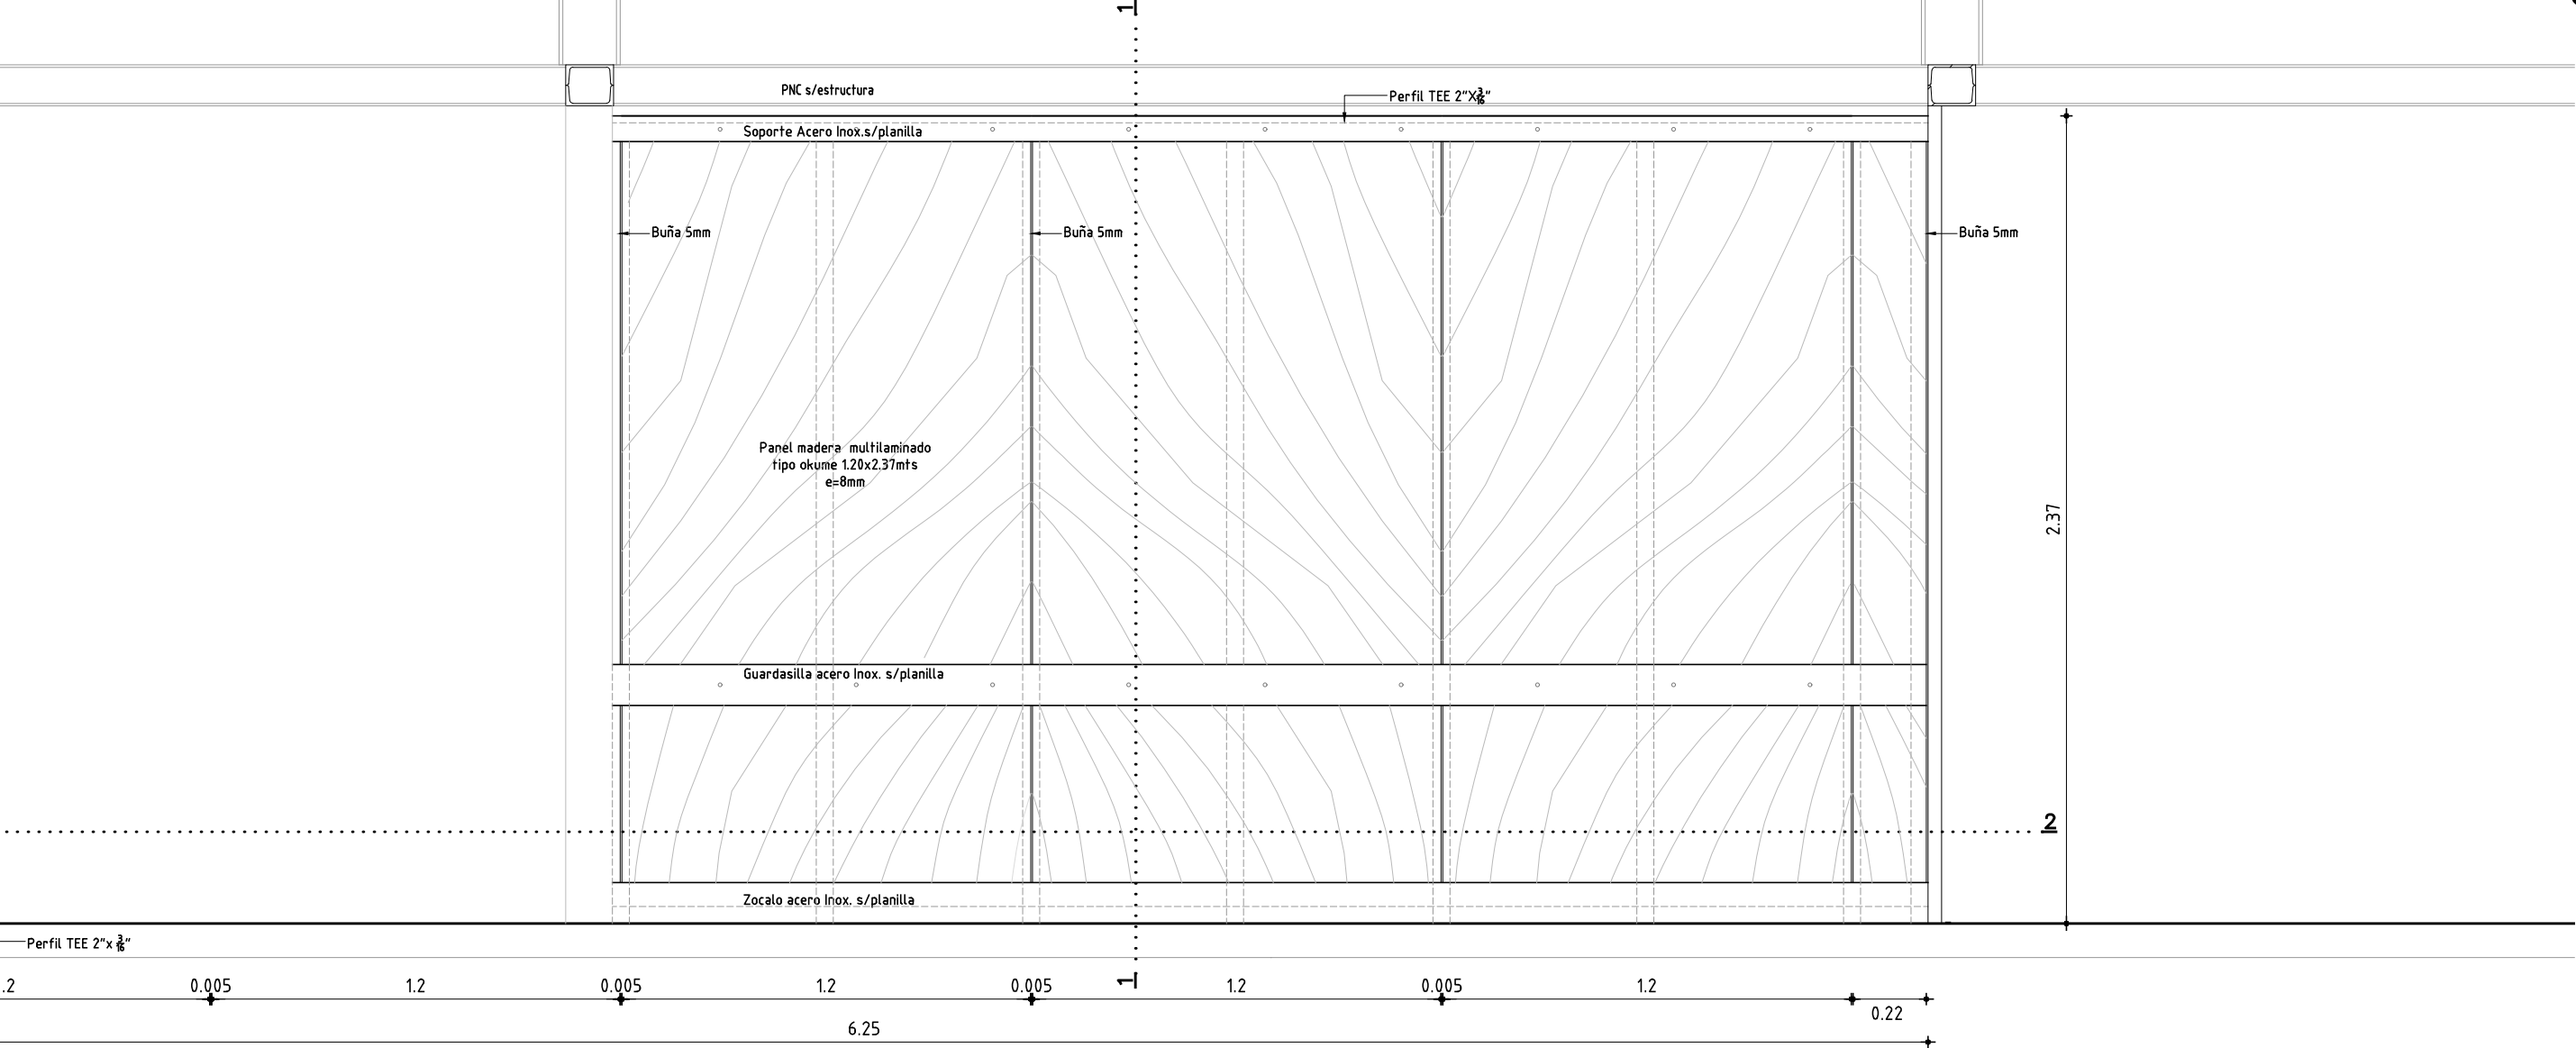 1
PNC s/estructura
Perfil TEE 2"X3/16"
Soporte Acero Inox.s/planilla
Buña 5mm
Buña 5mm
Buña 5mm
Panel madera multilaminado
tipo okume 1.20x2.37mts
e=8mm
2.37
Guardasilla acero Inox. s/planilla
2
Zocalo acero Inox. s/planilla
Perfil TEE 2"x 3/16"
1
.2
0.005
1.2
0.005
1.2
0.005
1.2
0.005
1.2
0.22
6.25